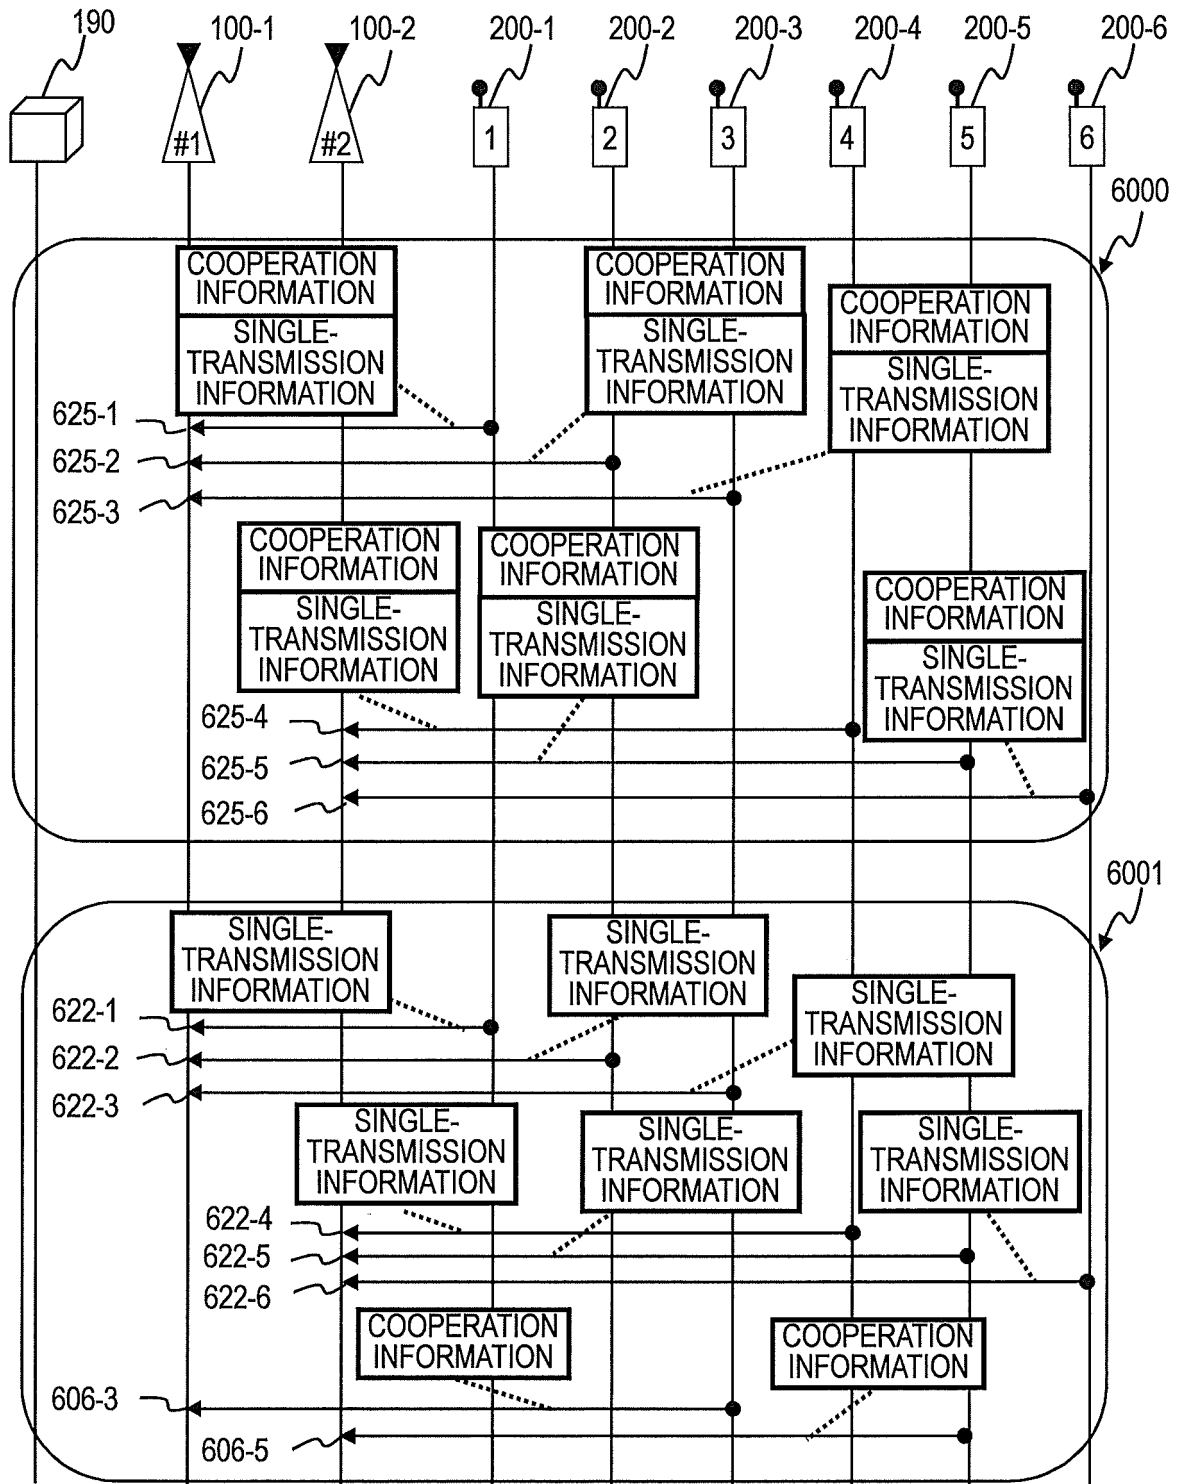 190
100-1
100-2
200-1
200-2
200-3
200-4
200-5
200-6
#1
#2
1
2
3
4
5
6
6000
COOPERATION
INFORMATION
SINGLE-
TRANSMISSION
INFORMATION
COOPERATION
INFORMATION
SINGLE-
TRANSMISSION
INFORMATION
COOPERATION
INFORMATION
SINGLE-
TRANSMISSION
INFORMATION
625-1
625-2
625-3
COOPERATION
INFORMATION
SINGLE-
TRANSMISSION
INFORMATION
COOPERATION
INFORMATION
SINGLE-
TRANSMISSION
INFORMATION
COOPERATION
INFORMATION
SINGLE-
TRANSMISSION
INFORMATION
625-4
625-5
625-6
6001
SINGLE-
TRANSMISSION
INFORMATION
SINGLE-
TRANSMISSION
INFORMATION
SINGLE-
TRANSMISSION
INFORMATION
622-1
622-2
622-3
SINGLE-
TRANSMISSION
INFORMATION
SINGLE-
TRANSMISSION
INFORMATION
SINGLE-
TRANSMISSION
INFORMATION
622-4
622-5
622-6
COOPERATION
INFORMATION
COOPERATION
INFORMATION
606-3
606-5